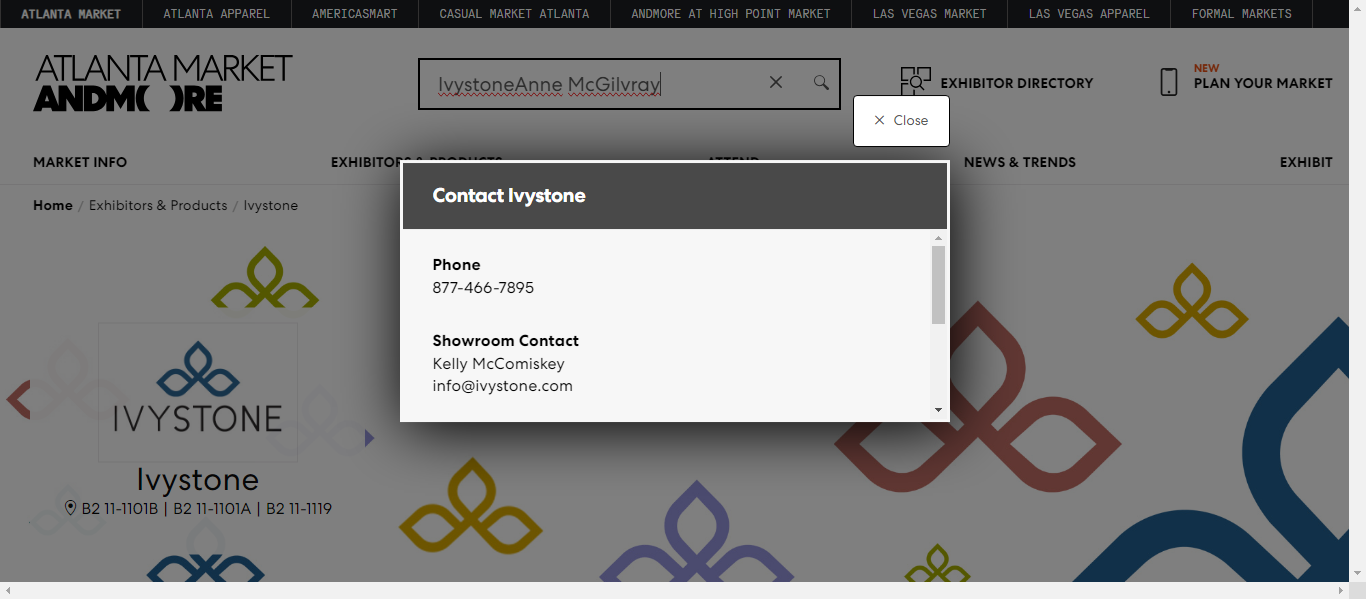 ATLANTA MARKET
ATLANTA APPAREL
AMERICASMART
CASUAL MARKET ATLANTA
ANDMORE AT HIGH POINT MARKET
LAS VEGAS MARKET
LAS VEGAS APPAREL
FORMAL MARKETS
ATLANTA MARKET
ANDMORE
IvystoneAnne McGilvray
EXHIBITOR DIRECTORY
NEW
PLAN YOUR MARKET
Close
MARKET INFO
EXHIBITORS & PRODUCTS
ATTEND
NEWS & TRENDS
EXHIBIT
Home / Exhibitors & Products / Ivystone
Contact Ivystone
Phone
877-466-7895
Showroom Contact
Kelly McComiskey
info@ivystone.com
IVYSTONE
Ivystone
B2 11-1101B | B2 11-1101A | B2 11-1119